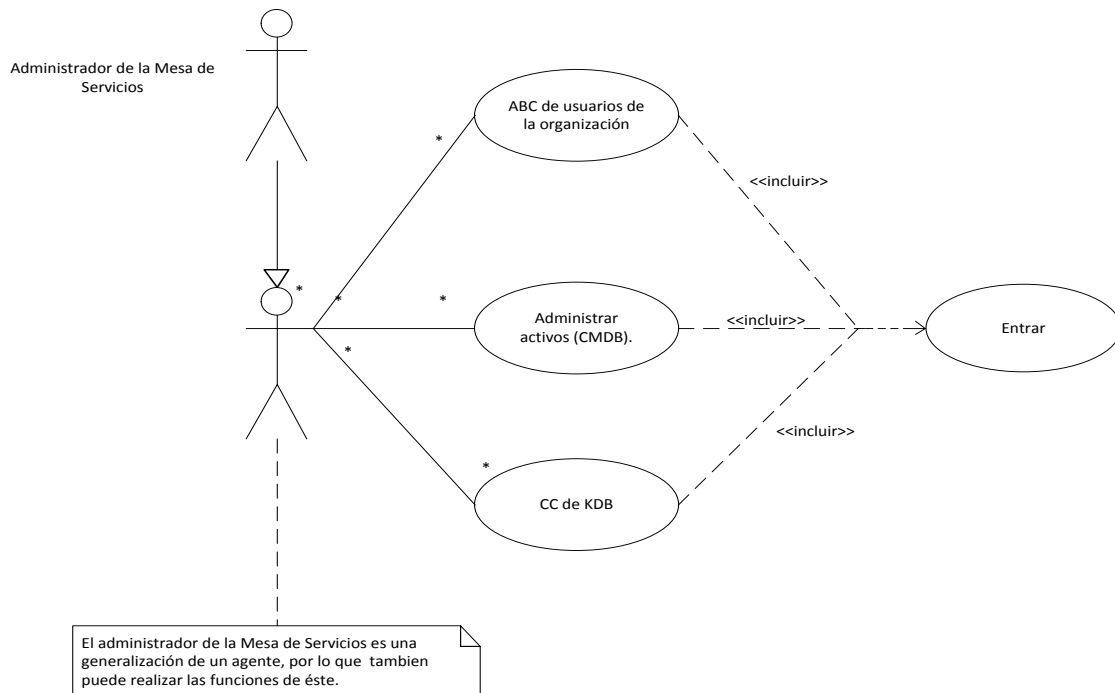 Administrador de la Mesa de
Servicios
ABC de usuarios de
la organización
*
<<incluir>>
*
*
*
Administrar
activos (CMDB).
<<incluir>>
Entrar
*
<<incluir>>
*
CC de KDB
El administrador de la Mesa de Servicios es una
generalización de un agente, por lo que tambien
puede realizar las funciones de éste.